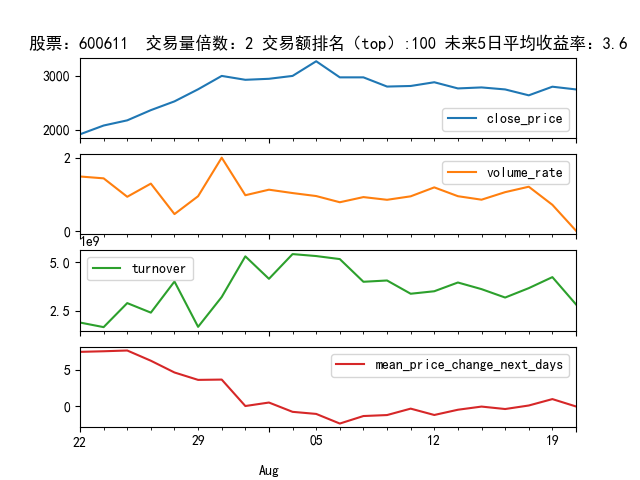 股票：600611  交易量倍数：2 交易额排名（top）:100 未来5日平均收益率：3.6
3000
2000
close_price
2
0
volume_rate
1e9
5.0
2.5
turnover
5
0
mean_price_change_next_days
22 29 05 12 19
Aug